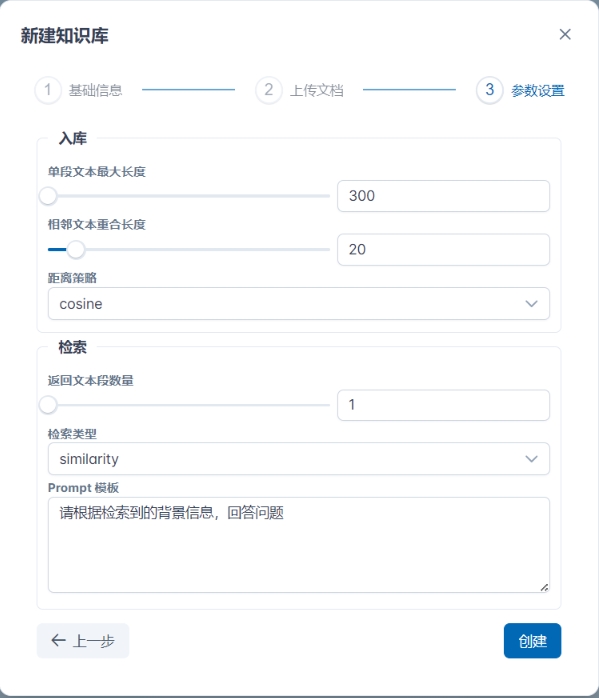 新建知识库
1 基础信息 2 上传文档 3 参数设置
入库
单段文本最大长度
300
相邻文本重合长度
20
距离策略
cosine
检索
返回文本段数量
1
检索类型
similarity
Prompt 模板
请根据检索到的背景信息，回答问题
上一步 创建